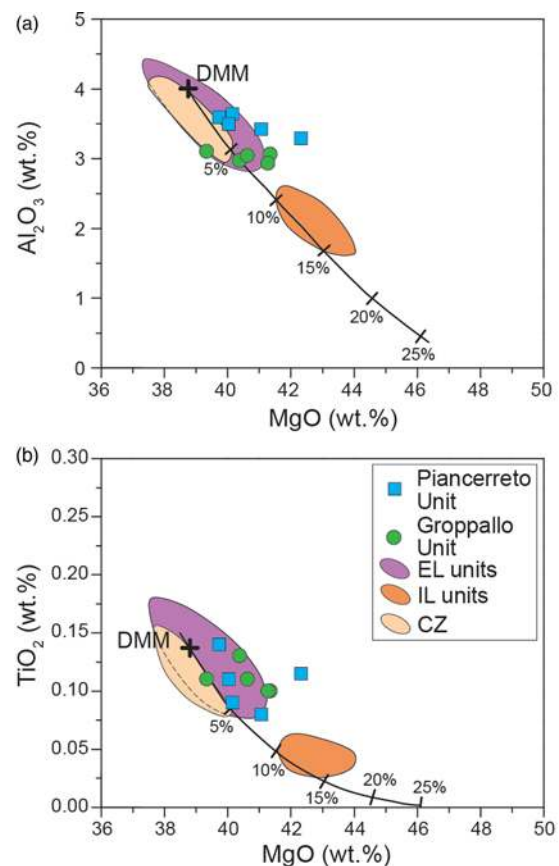 (a)
Al₂O₃ (wt.%)
5
4
3
2
1
0
DMM
5%
10%
15%
20%
25%
36 38 40 42 44 46 48 50
MgO (wt.%)
(b)
TiO₂ (wt.%)
0.30
0.25
0.20
0.15
0.10
0.05
0.00
Piancerreto
Unit
Groppallo
Unit
EL units
IL units
CZ
DMM
5%
10%
15%
20%
25%
36 38 40 42 44 46 48 50
MgO (wt.%)